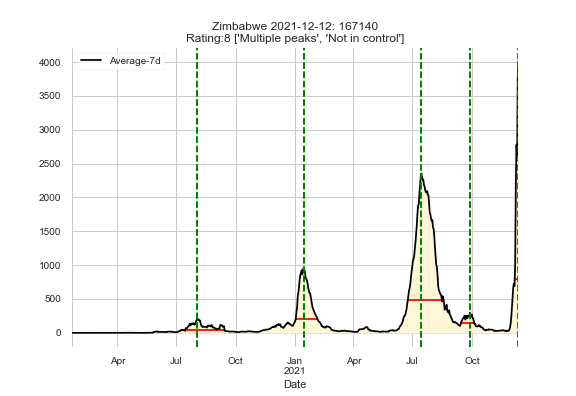 Zimbabwe 2021-12-12: 167140
Rating:8 ['Multiple peaks', 'Not in control']
Average-7d
4000
3500
3000
2500
2000
1500
1000
500
0
Apr Jul Oct Jan Apr Jul Oct
2021
Date